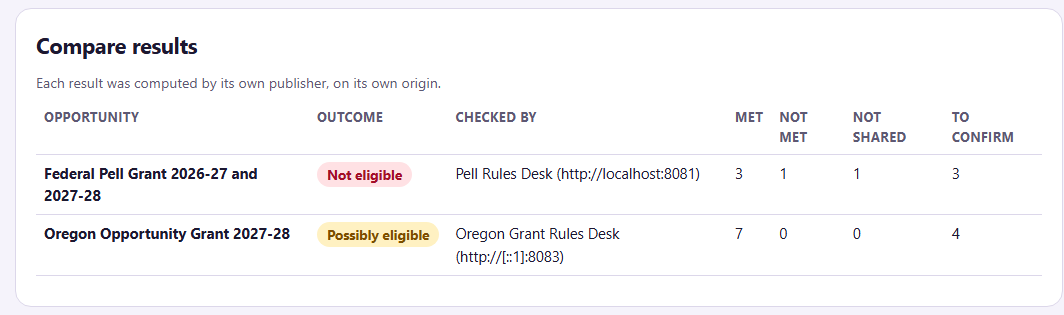 Compare results
Each result was computed by its own publisher, on its own origin.
OPPORTUNITY OUTCOME CHECKED BY MET NOT MET NOT SHARED TO CONFIRM
Federal Pell Grant 2026-27 and 2027-28 Not eligible Pell Rules Desk (http://localhost:8081) 3 1 1 3
Oregon Opportunity Grant 2027-28 Possibly eligible Oregon Grant Rules Desk (http://[::1]:8083) 7 0 0 4